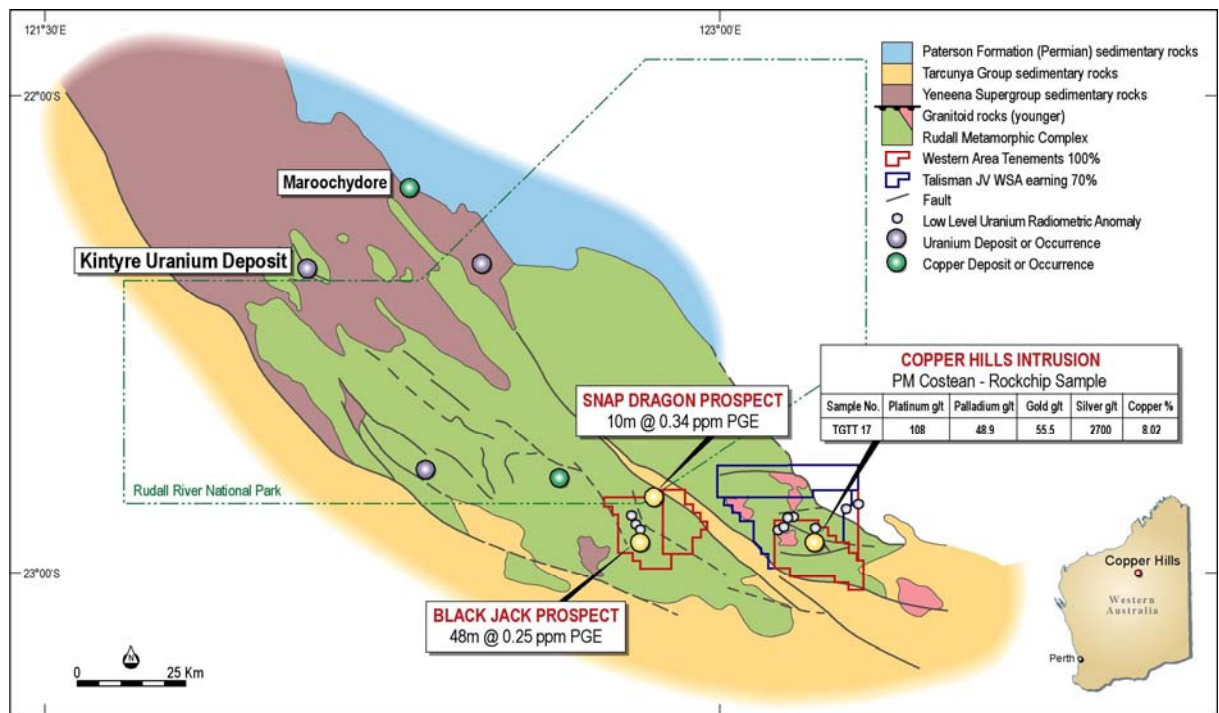 121°30'E
123°00'E
22°00'S
23°00'S
Paterson Formation (Permian) sedimentary rocks
Tarcunya Group sedimentary rocks
Yeneena Supergroup sedimentary rocks
Granitoid rocks (younger)
Rudall Metamorphic Complex
Western Area Tenements 100%
Talisman JV WSA earning 70%
Fault
Low Level Uranium Radiometric Anomaly
Uranium Deposit or Occurrence
Copper Deposit or Occurrence
Maroochydore
Kintyre Uranium Deposit
COPPER HILLS INTRUSION
PM Costean - Rockchip Sample
Sample No. Platinum g/t Palladium g/t Gold g/t Silver g/t Copper %
TGTT 17 108 48.9 55.5 2700 8.02
SNAP DRAGON PROSPECT
10m @ 0.34 ppm PGE
Rudall River National Park
BLACK JACK PROSPECT
48m @ 0.25 ppm PGE
N
0 25 Km
Copper Hills
Western
Australia
Perth